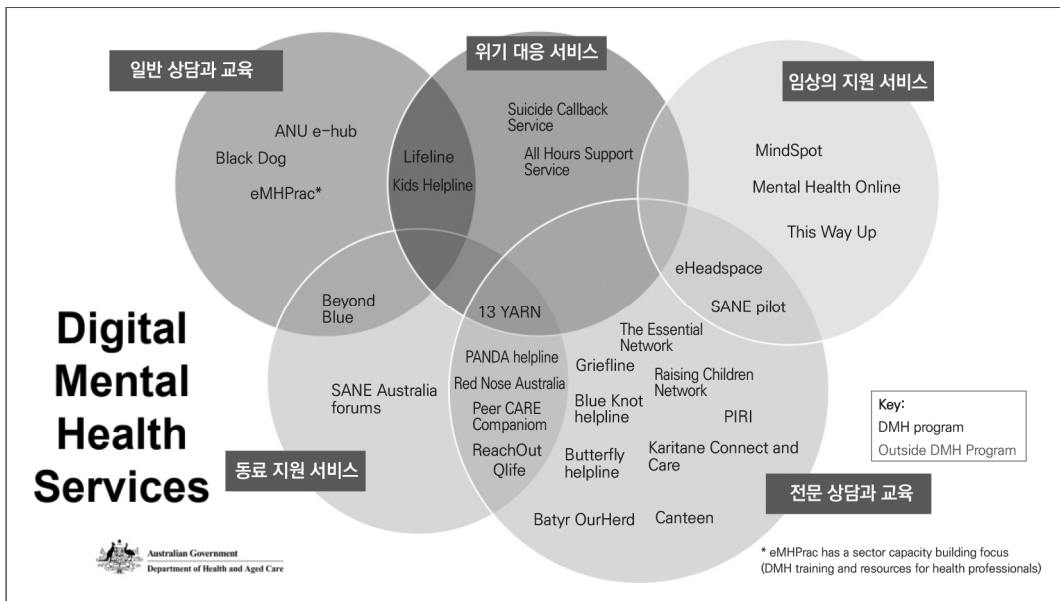 일반 상담과 교육
위기 대응 서비스
임상의 지원 서비스
ANU e-hub
Black Dog
eMHPrac*
Lifeline
Kids Helpline
Suicide Callback
Service
All Hours Support
Service
MindSpot
Mental Health Online
This Way Up
eHeadspace
SANE pilot
Beyond
Blue
13 YARN
Digital
Mental
Health
Services
SANE Australia
forums
PANDA helpline
Red Nose Australia
Peer CARE
Companiom
ReachOut
Qlife
The Essential
Network
Griefline
Raising Children
Network
Blue Knot
helpline
PIRI
Butterfly
helpline
Karitane Connect and
Care
Batyr OurHerd
Canteen
Key:
DMH program
Outside DMH Program
동료 지원 서비스
전문 상담과 교육
Australian Government
Department of Health and Aged Care
* eMHPrac has a sector capacity building focus
(DMH training and resources for health professionals)